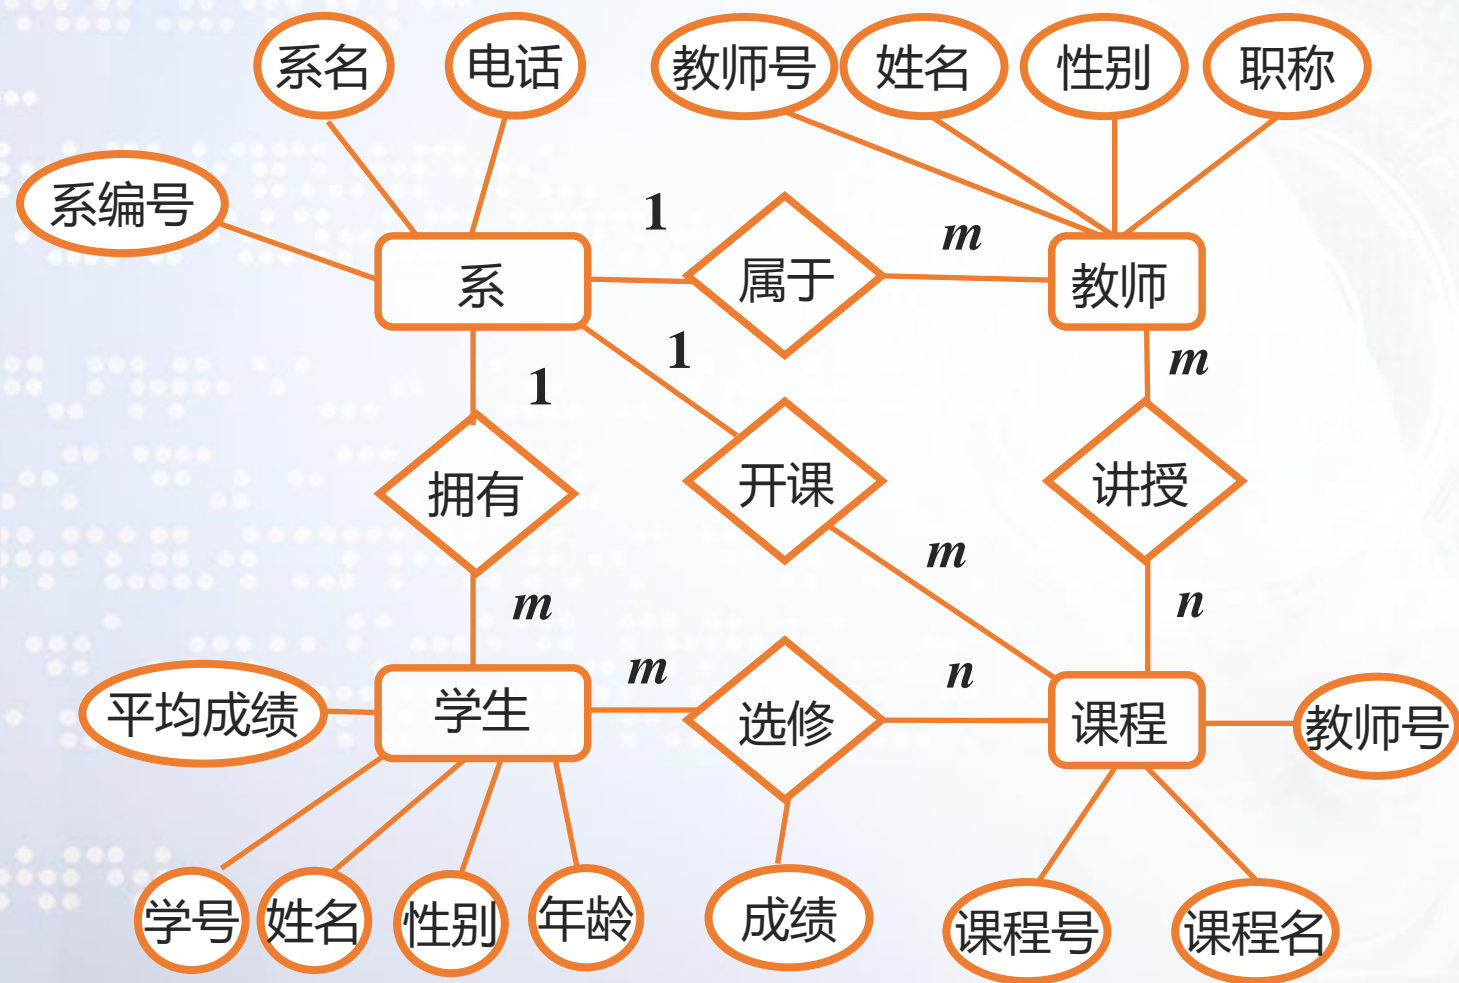 系名
电话
教师号
姓名
性别
职称
系编号
1
m
系
属于
教师
1
1
m
拥有
开课
讲授
m
m
n
平均成绩
学生
m
选修
n
课程
教师号
学号
姓名
性别
年龄
成绩
课程号
课程名